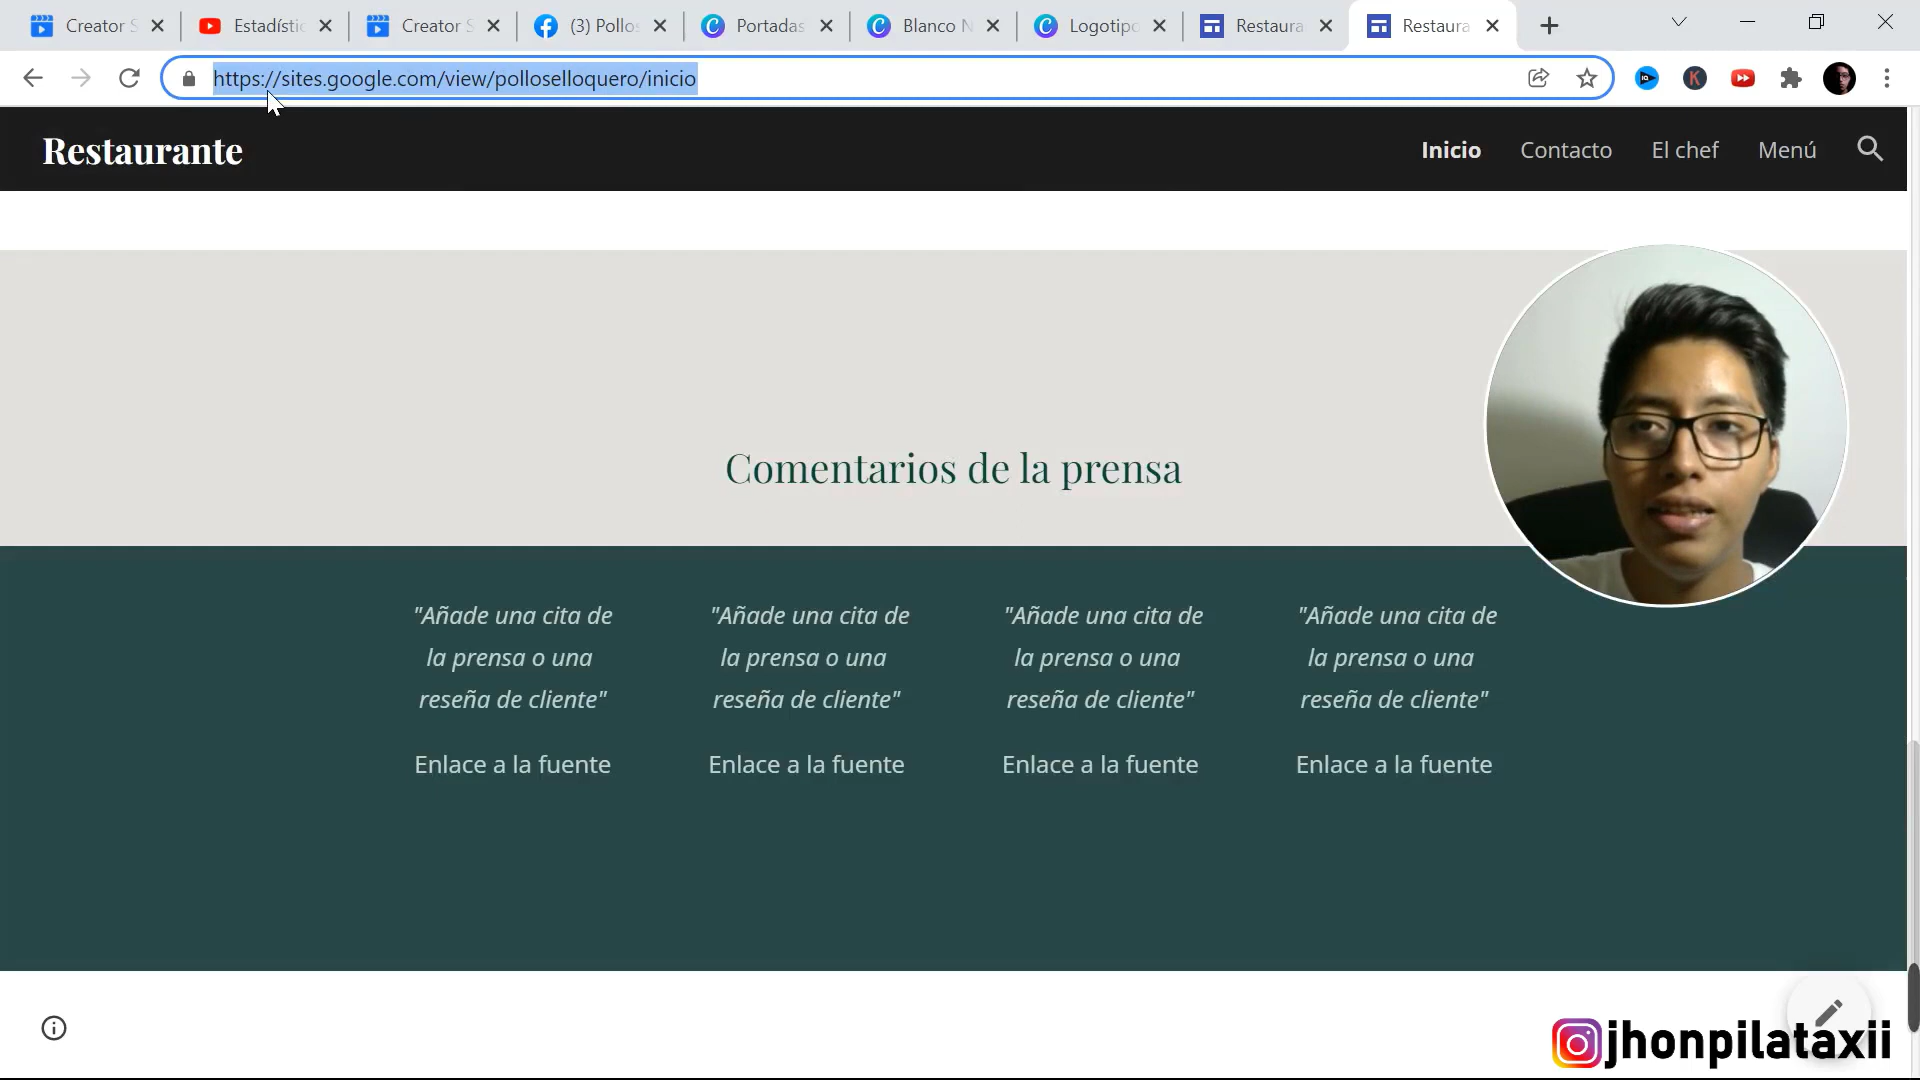 Creator S
Estadístic
Creator S
(3) Pollos
Portadas
Blanco N
Logotipo
Restaura
Restaura
https://sites.google.com/view/polloselloquero/inicio
Restaurante
Inicio
Contacto
El chef
Menú
Comentarios de la prensa
"Añade una cita de
la prensa o una
reseña de cliente"
Enlace a la fuente
"Añade una cita de
la prensa o una
reseña de cliente"
Enlace a la fuente
"Añade una cita de
la prensa o una
reseña de cliente"
Enlace a la fuente
"Añade una cita de
la prensa o una
reseña de cliente"
Enlace a la fuente
jhonpilataxii